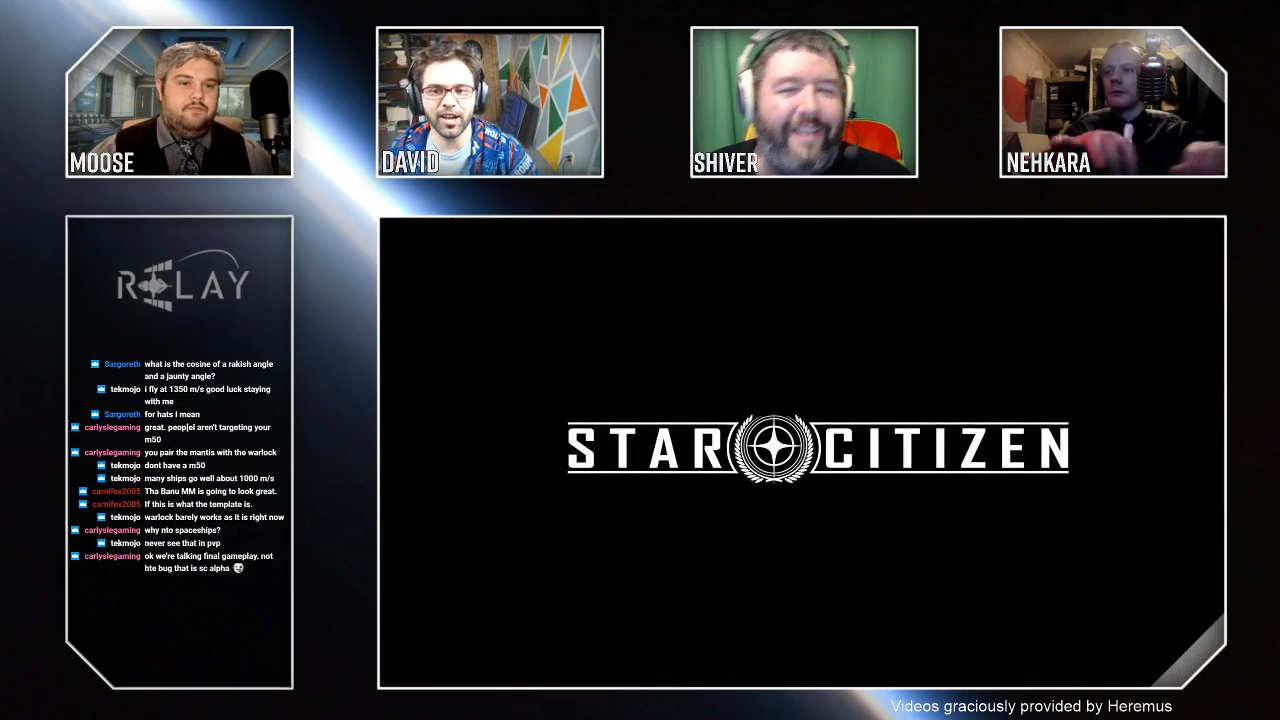 MOOSE
DAVID
SHIVER
NEHKARA
RELAY
Sargoreth what is the cosine of a rakish angle
and a jaunty angle?
tekmojo i fly at 1350 m/s good luck staying
with me
Sargoreth for hats I mean
carlyslegaming great. peop[el aren't targeting your
m50
carlyslegaming you pair the mantis with the warlock
tekmojo dont have a m50
tekmojo many ships go well about 1000 m/s
carnifex2005 Tha Banu MM is going to look great.
carnifex2005 If this is what the template is.
tekmojo warlock barely works as it is right now
carlyslegaming why nto spaceships?
tekmojo never see that in pvp
carlyslegaming ok we're talking final gameplay. not
hte bug that is sc alpha
STAR CITIZEN
Videos graciously provided by Heremus